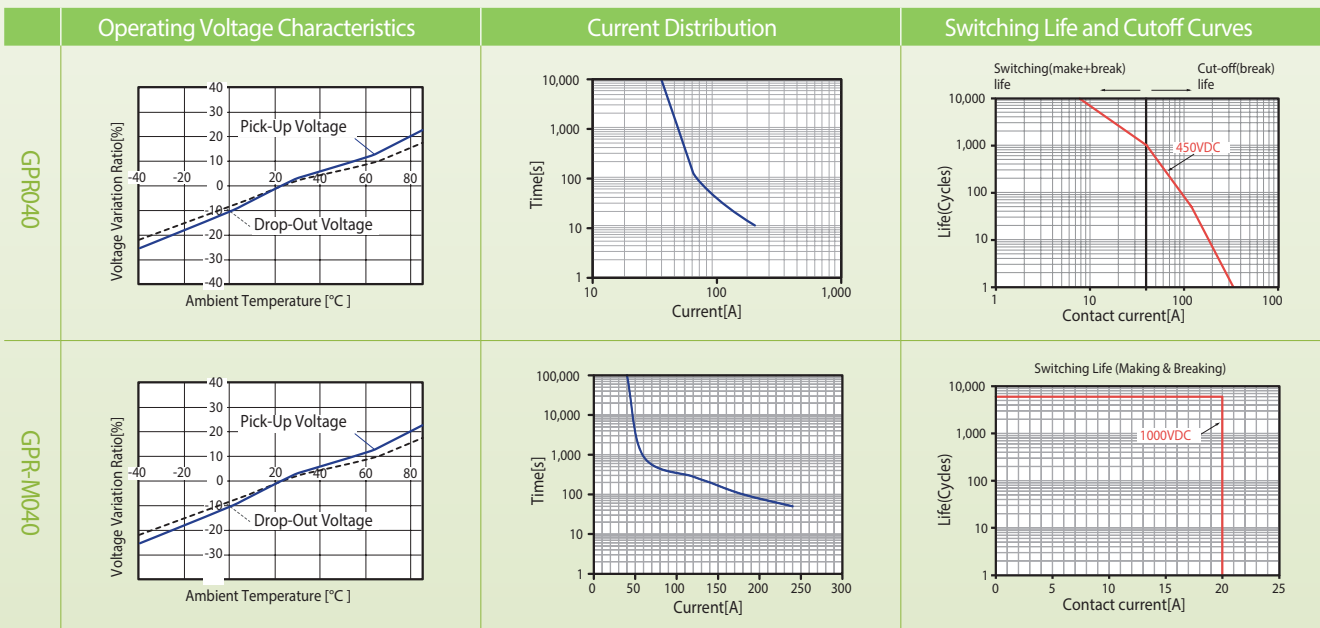 Operating Voltage Characteristics
Current Distribution
Switching Life and Cutoff Curves
GPR040
Voltage Variation Ratio[%]
40
30
20
10
0
-10
-20
-30
-40
-40
-20
20
40
60
80
Pick-Up Voltage
Drop-Out Voltage
Ambient Temperature [°C ]
Time[s]
10,000
1,000
100
10
1
10
100
1,000
Current[A]
Switching(make+break)
life
Cut-off(break)
life
Life(Cycles)
10,000
1,000
100
10
1
450VDC
1
10
100
100
Contact current[A]
GPR-M040
Voltage Variation Ratio[%]
40
30
20
10
0
-10
-20
-30
-40
-20
20
40
60
80
Pick-Up Voltage
Drop-Out Voltage
Ambient Temperature [°C ]
Time[s]
100,000
10,000
1,000
100
10
1
0
50
100
150
200
250
300
Current[A]
Switching Life (Making & Breaking)
Life(Cycles)
10,000
1,000
100
10
1
1000VDC
0
5
10
15
20
25
Contact current[A]